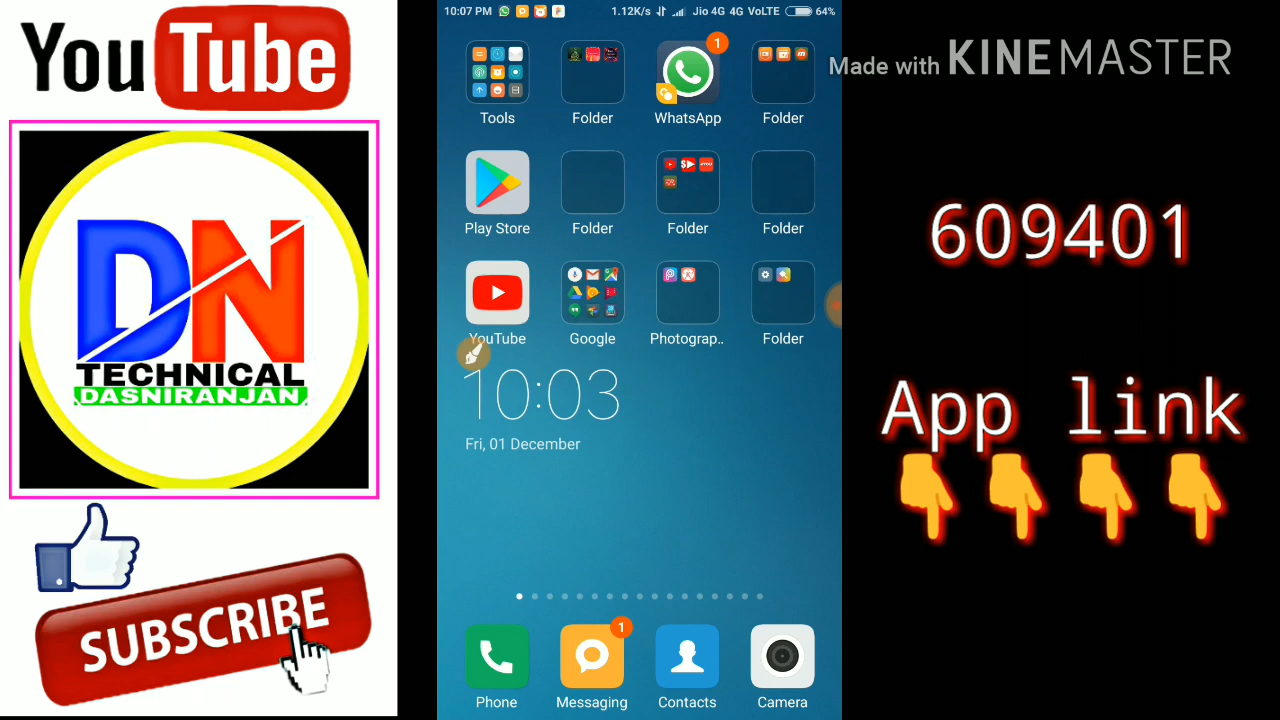 YouTube
DN
TECHNICAL
DASNIRANJAN
SUBSCRIBE
10:07 PM 1.12K/s Jio 4G 4G VoLTE 64%
1
Tools Folder WhatsApp Folder
Play Store Folder Folder Folder
YouTube Google Photograp.. Folder
10:03
Fri, 01 December
1
Phone Messaging Contacts Camera
Made with KINEMASTER
609401
App link